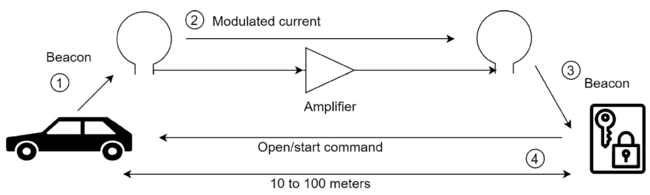 ② Modulated current
Beacon
①
Amplifier
③
Beacon
Open/start command
④
10 to 100 meters